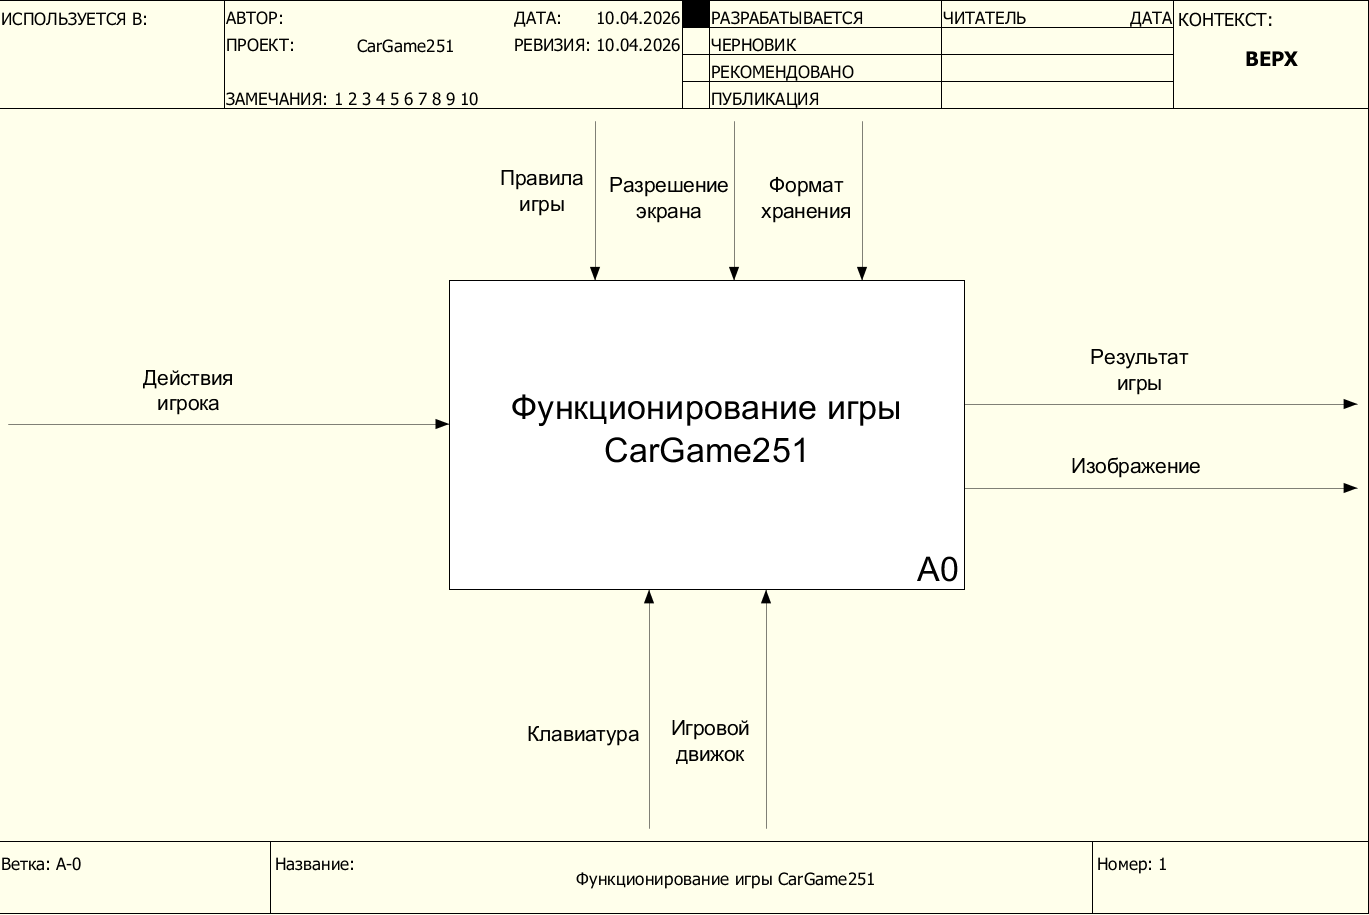 ИСПОЛЬЗУЕТСЯ В:
АВТОР:
ДАТА: 10.04.2026
РАЗРАБАТЫВАЕТСЯ
ЧИТАТЕЛЬ
ДАТА
КОНТЕКСТ:
ПРОЕКТ: CarGame251
РЕВИЗИЯ: 10.04.2026
ЧЕРНОВИК
ВЕРХ
РЕКОМЕНДОВАНО
ЗАМЕЧАНИЯ: 1 2 3 4 5 6 7 8 9 10
ПУБЛИКАЦИЯ
Правила
игры
Разрешение
экрана
Формат
хранения
Действия
игрока
Функционирование игры
CarGame251
A0
Результат
игры
Изображение
Клавиатура
Игровой
движок
Ветка: A-0
Название:
Функционирование игры CarGame251
Номер: 1